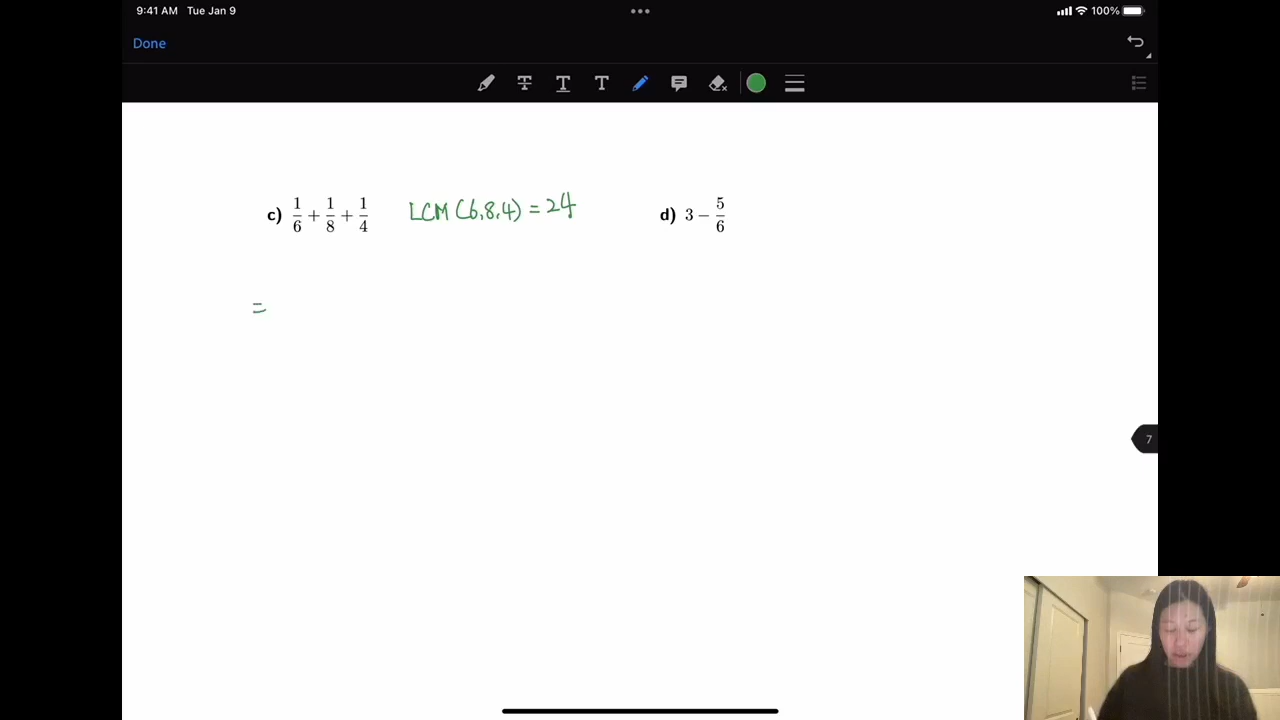 9:41 AM Tue Jan 9
100%
Done
T T T
c) 1/6 + 1/8 + 1/4 LCM (6,8,4) = 24 d) 3 − 5/6
=
7